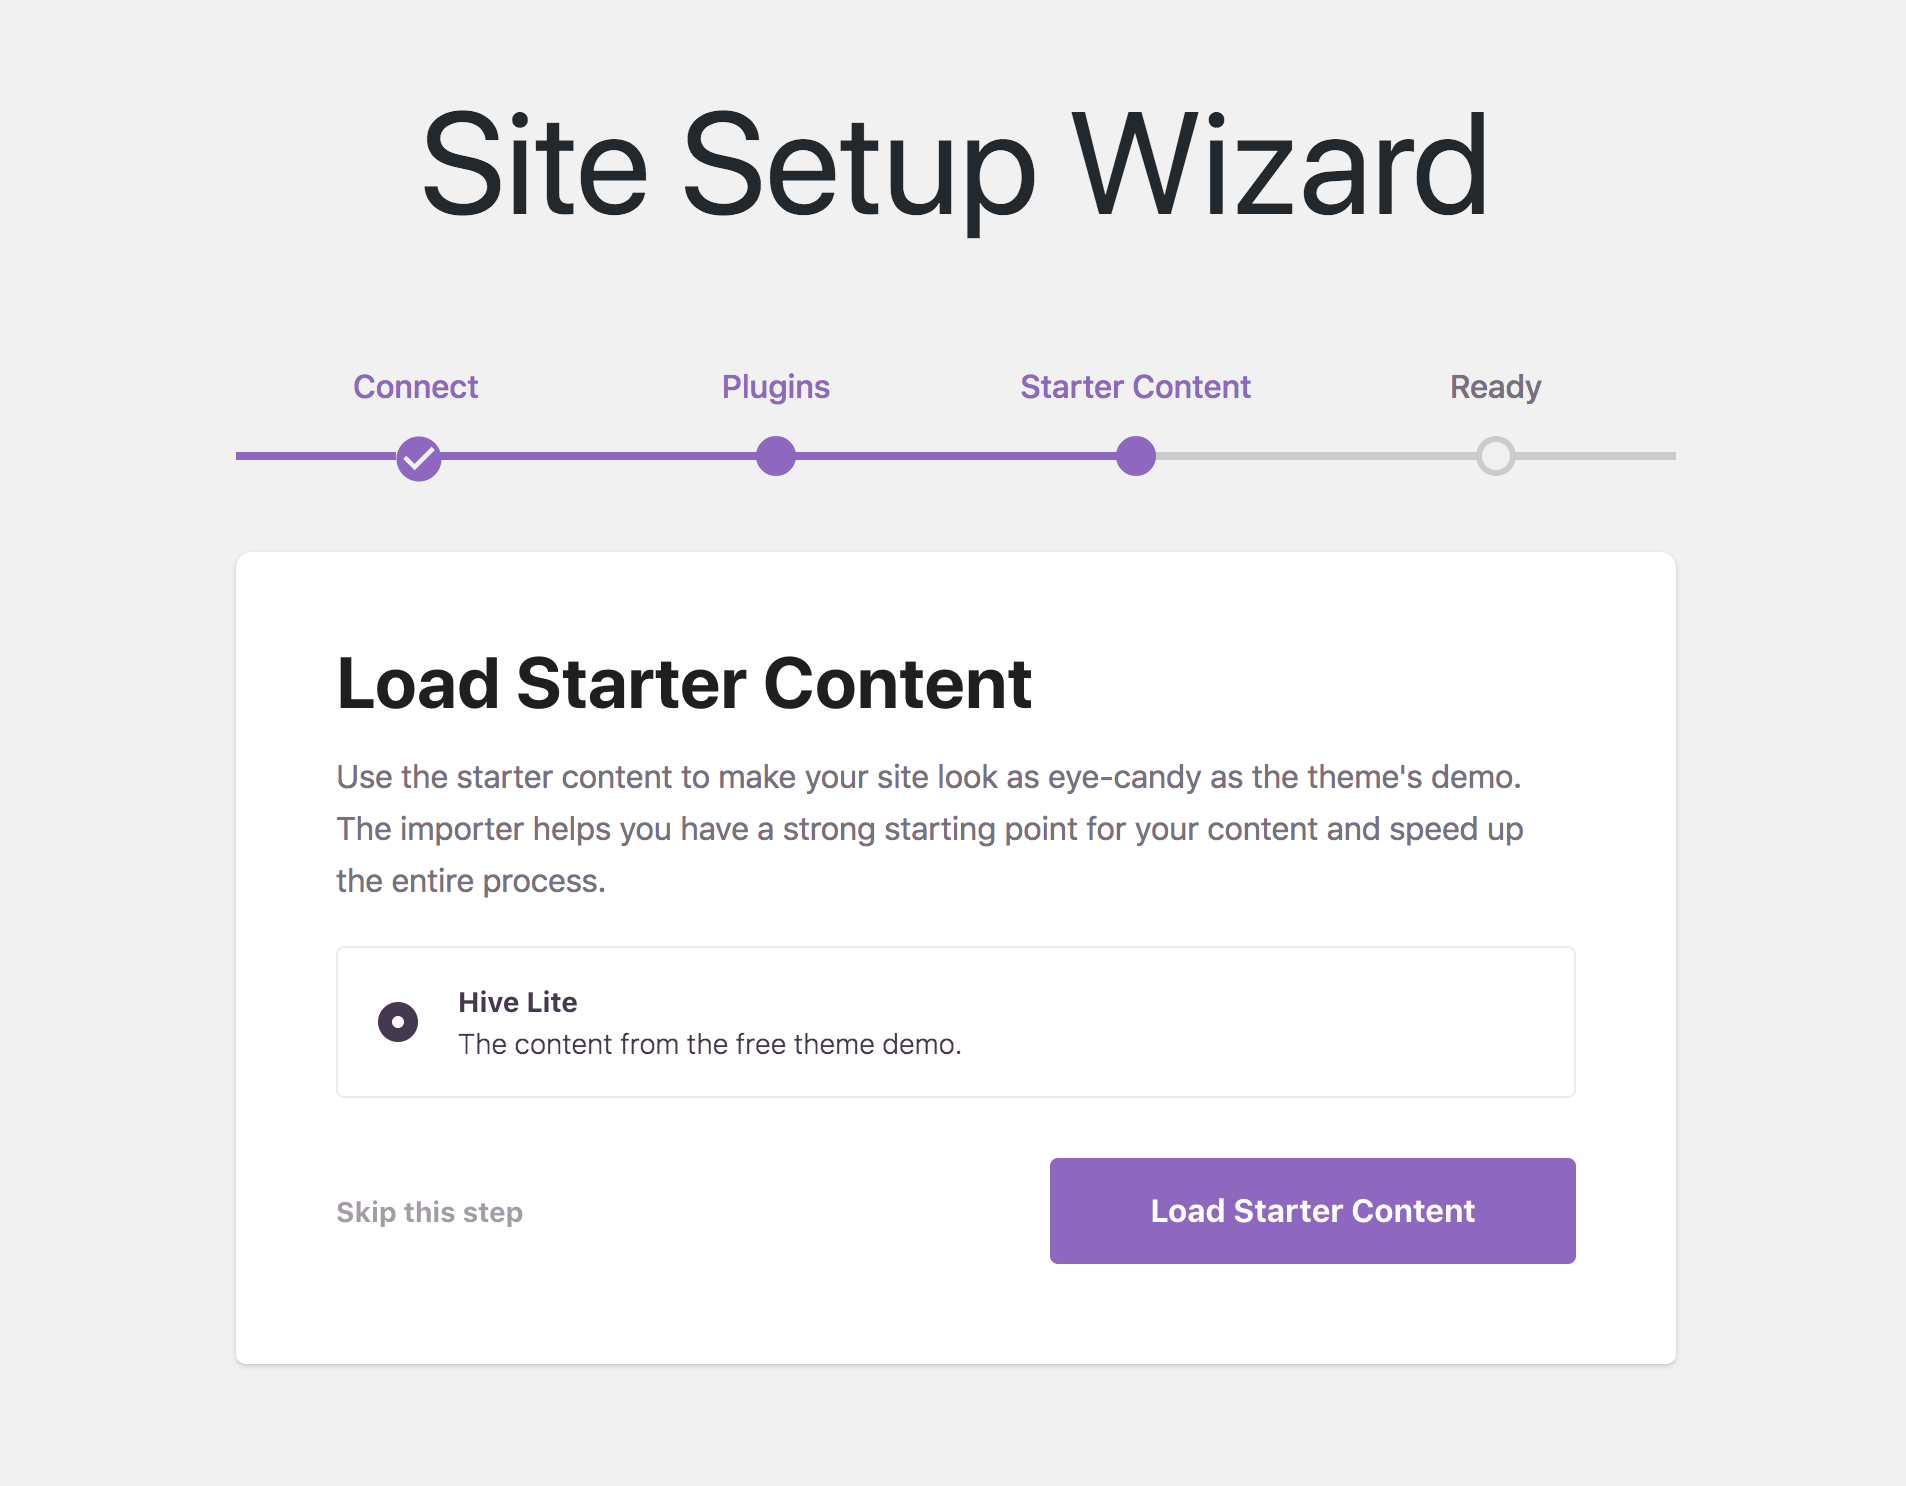 Site Setup Wizard
Connect
Plugins
Starter Content
Ready
Load Starter Content
Use the starter content to make your site look as eye-candy as the theme's demo.
The importer helps you have a strong starting point for your content and speed up
the entire process.
Hive Lite
The content from the free theme demo.
Skip this step
Load Starter Content